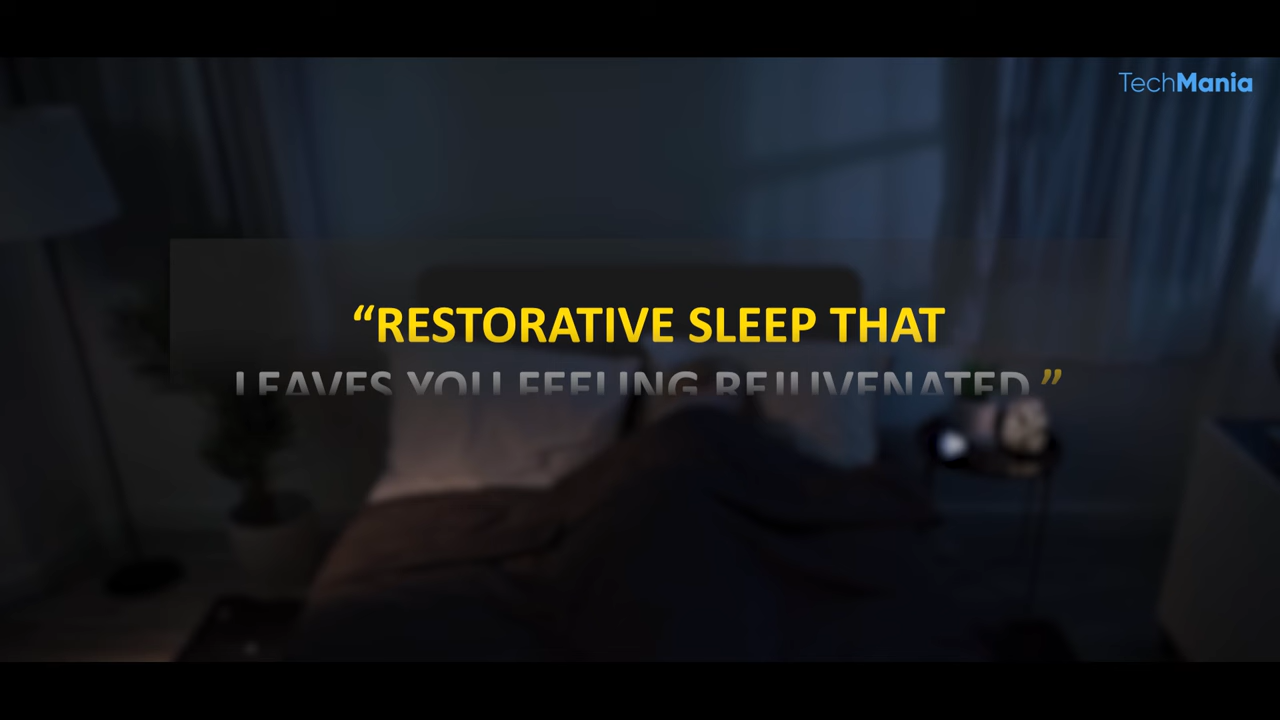 TechMania
“RESTORATIVE SLEEP THAT
LEAVES YOU FEELING REJUVENATED.”